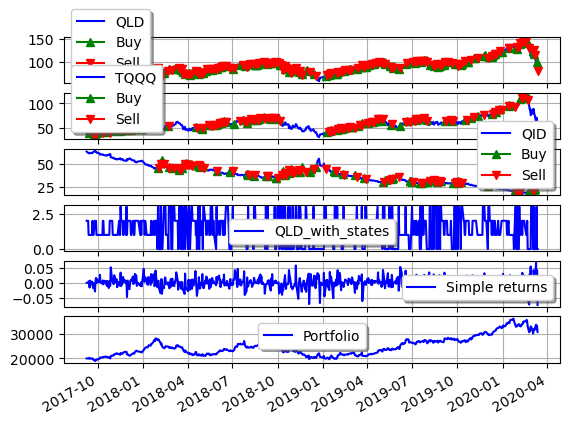 QLD
Buy
Sell
150
100
TQQQ
Buy
Sell
100
50
QID
Buy
Sell
50
25
2.5
0.0
QLD_with_states
0.05
0.00
−0.05
Simple returns
30000
20000
Portfolio
2017-10
2018-01
2018-04
2018-07
2018-10
2019-01
2019-04
2019-07
2019-10
2020-01
2020-04